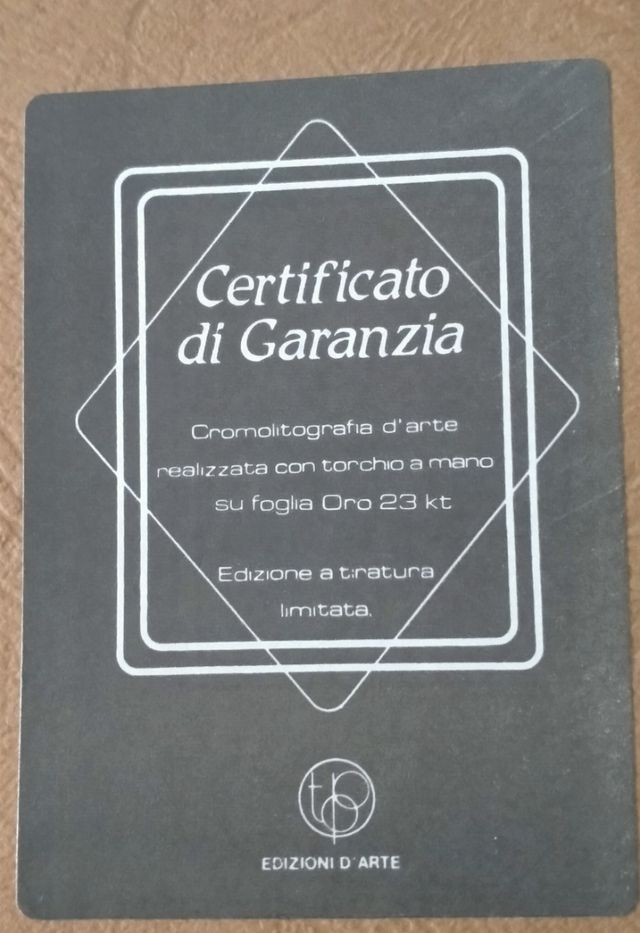 Certificato
di Garanzia
Cromolitografia d'arte
realizzata con torchio a mano
su foglia Oro 23 kt
Edizione a tiratura
limitata.
tpo
EDIZIONI D'ARTE